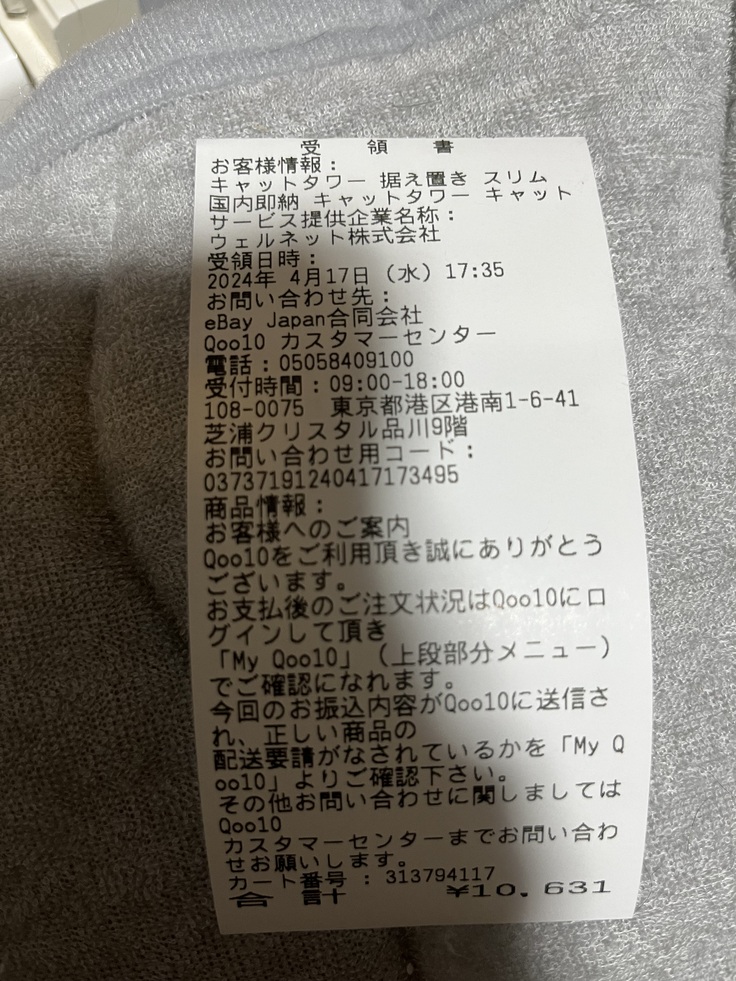 受　領　書
お客様情報：
キャットタワー 据え置き スリム
国内即納 キャットタワー キャット
サービス提供企業名称：
ウェルネット株式会社
受領日時：
2024年 4月17日（水）17:35
お問い合わせ先：
eBay Japan合同会社
Qoo10 カスタマーセンター
電話：05058409100
受付時間：09:00-18:00
108-0075　東京都港区港南1-6-41
芝浦クリスタル品川9階
お問い合わせ用コード：
03737191240417173495
商品情報：
お客様へのご案内
Qoo10をご利用頂き誠にありがとう
ございます。
お支払後のご注文状況はQoo10にロ
グインして頂き
「My Qoo10」（上段部分メニュー）
でご確認になれます。
今回のお振込内容がQoo10に送信さ
れ、正しい商品の
配送要請がなされているかを「My Q
oo10」よりご確認下さい。
その他お問い合わせに関しましては
Qoo10
カスタマーセンターまでお問い合わ
せお願いします。
カート番号 : 313794117
合　計　　　¥10,631